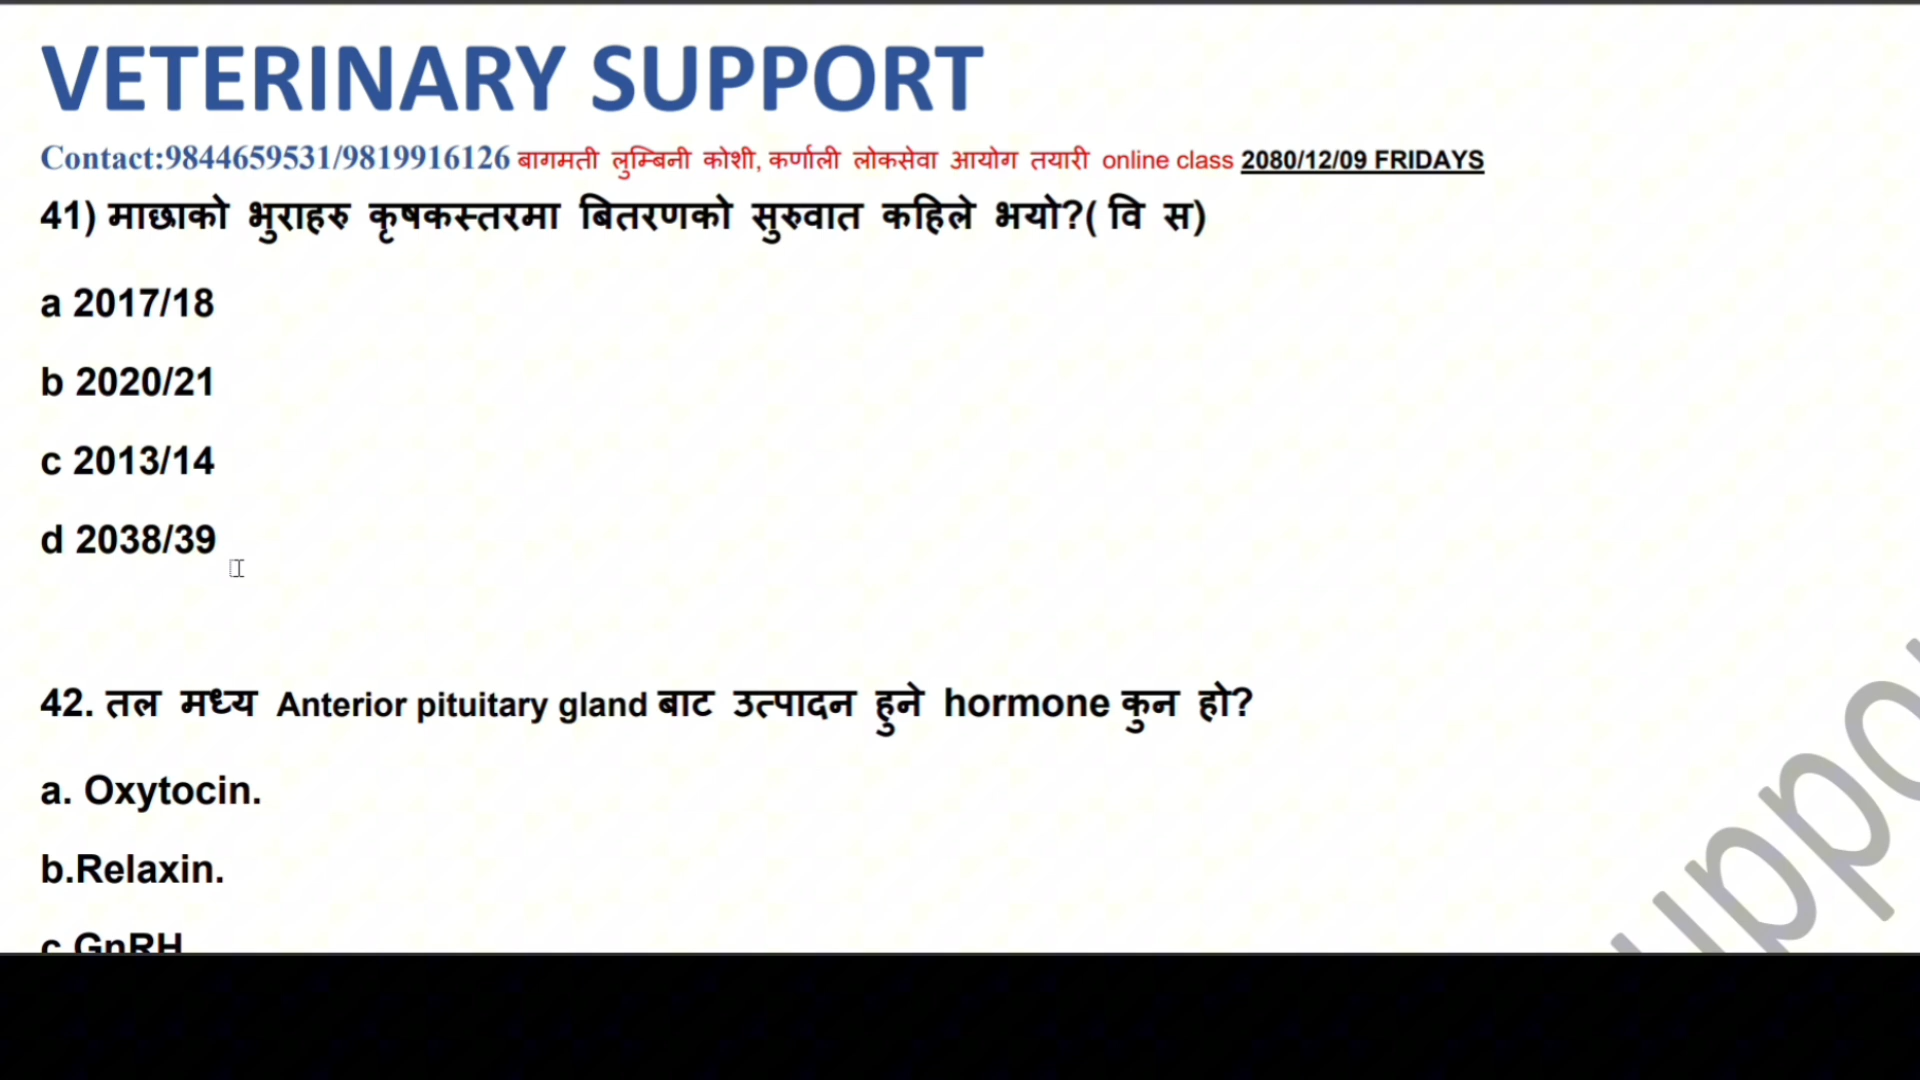 VETERINARY SUPPORT
Contact:9844659531/9819916126 बागमती लुम्बिनी कोशी, कर्णाली लोकसेवा आयोग तयारी online class 2080/12/09 FRIDAYS
41) माछाको भुराहरु कृषकस्तरमा बितरणको सुरुवात कहिले भयो?( वि स)
a 2017/18
b 2020/21
c 2013/14
d 2038/39
42. तल मध्य Anterior pituitary gland बाट उत्पादन हुने hormone कुन हो?
a. Oxytocin.
b.Relaxin.
c GnRH